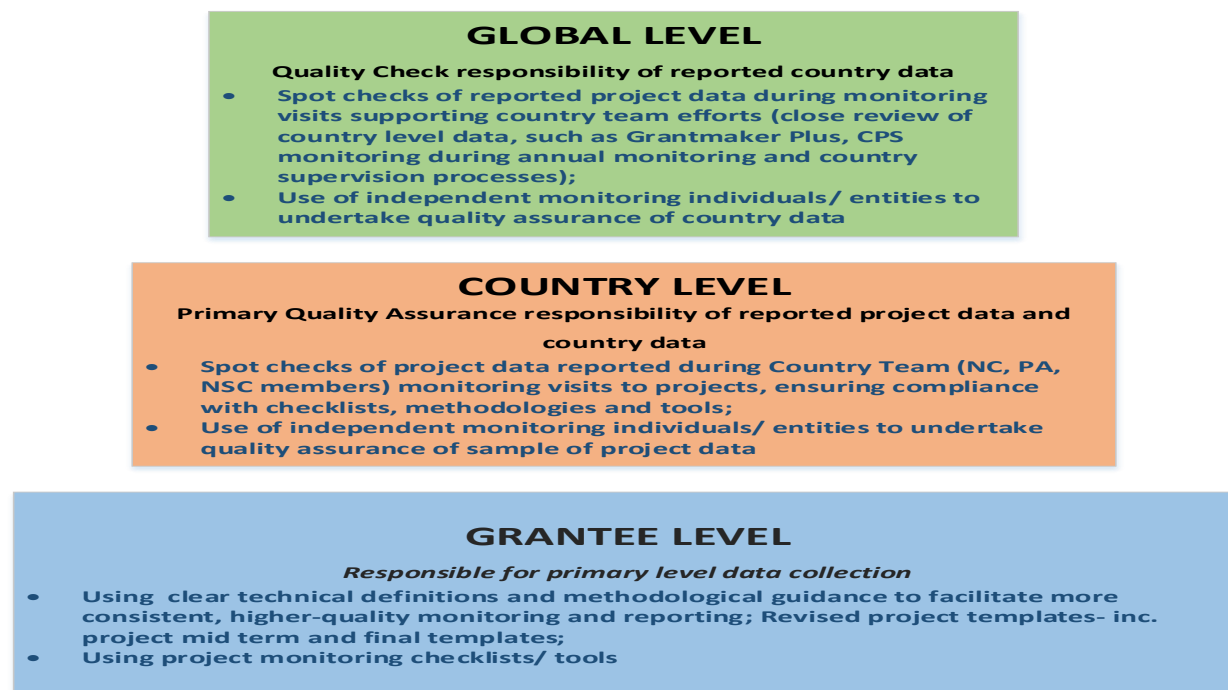 GLOBAL LEVEL
Quality Check responsibility of reported country data
• Spot checks of reported project data during monitoring
visits supporting country team efforts (close review of
country level data, such as Grantmaker Plus, CPS
monitoring during annual monitoring and country
supervision processes);
• Use of independent monitoring individuals/ entities to
undertake quality assurance of country data
COUNTRY LEVEL
Primary Quality Assurance responsibility of reported project data and
country data
• Spot checks of project data reported during Country Team (NC, PA,
NSC members) monitoring visits to projects, ensuring compliance
with checklists, methodologies and tools;
• Use of independent monitoring individuals/ entities to undertake
quality assurance of sample of project data
GRANTEE LEVEL
Responsible for primary level data collection
• Using clear technical definitions and methodological guidance to facilitate more
consistent, higher-quality monitoring and reporting; Revised project templates- inc.
project mid term and final templates;
• Using project monitoring checklists/ tools